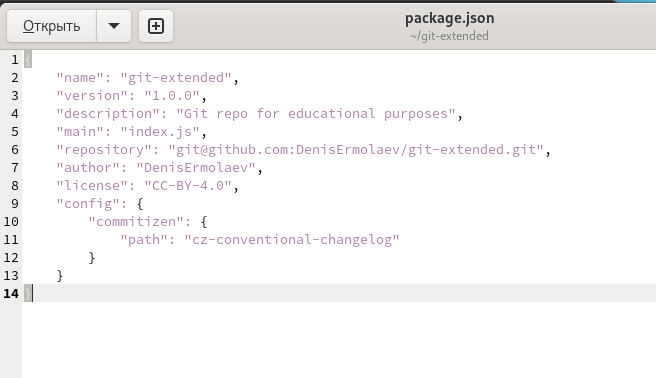 Открыть
package.json
~/git-extended
1 {
2     "name": "git-extended",
3     "version": "1.0.0",
4     "description": "Git repo for educational purposes",
5     "main": "index.js",
6     "repository": "git@github.com:DenisErmolaev/git-extended.git",
7     "author": "DenisErmolaev",
8     "license": "CC-BY-4.0",
9     "config": {
10         "commitizen": {
11             "path": "cz-conventional-changelog"
12         }
13     }
14 }